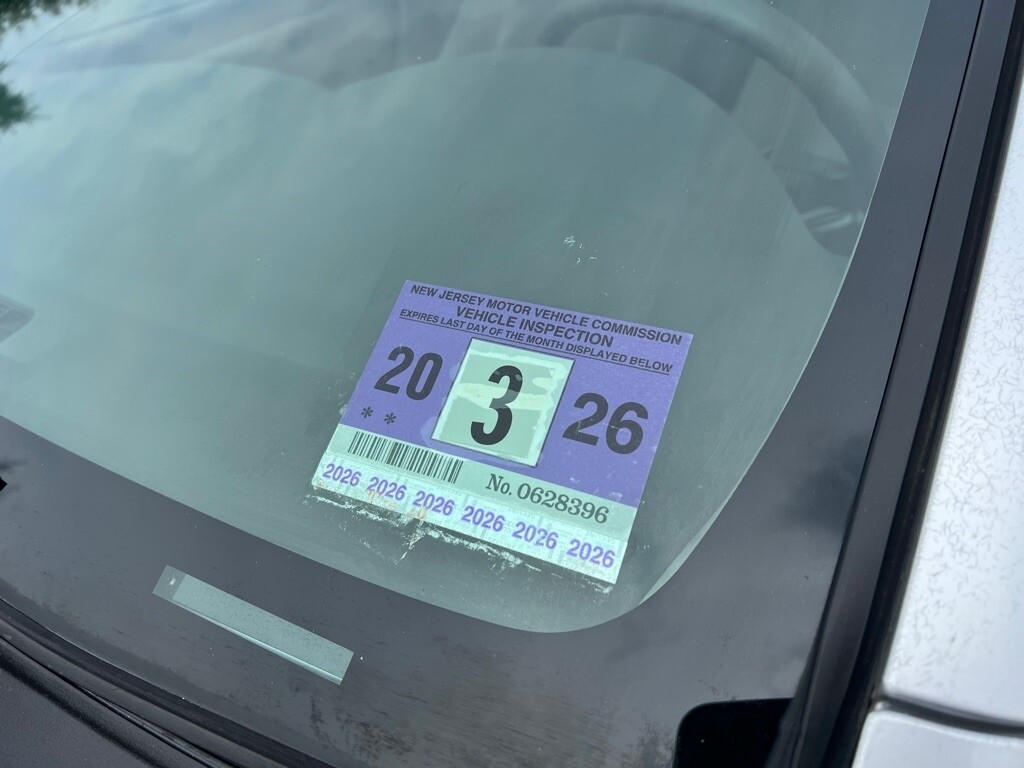 NEW JERSEY MOTOR VEHICLE COMMISSION
VEHICLE INSPECTION
EXPIRES LAST DAY OF THE MONTH DISPLAYED BELOW
20 3 26
**
No. 0628396
2026 2026 2026 2026 2026 2026